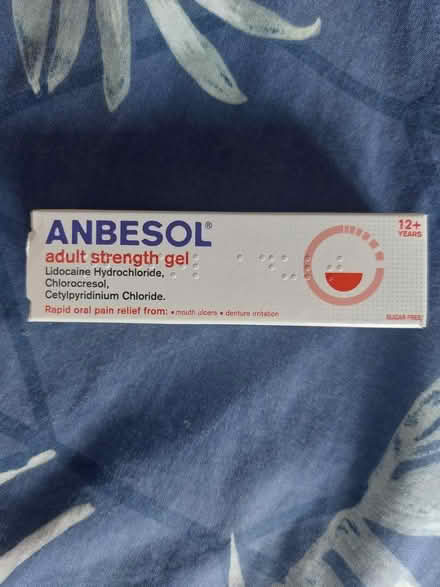 ANBESOL®
adult strength gel
Lidocaine Hydrochloride,
Chlorocresol,
Cetylpyridinium Chloride.
Rapid oral pain relief from: • mouth ulcers • denture irritation
12+
YEARS
SUGAR FREE